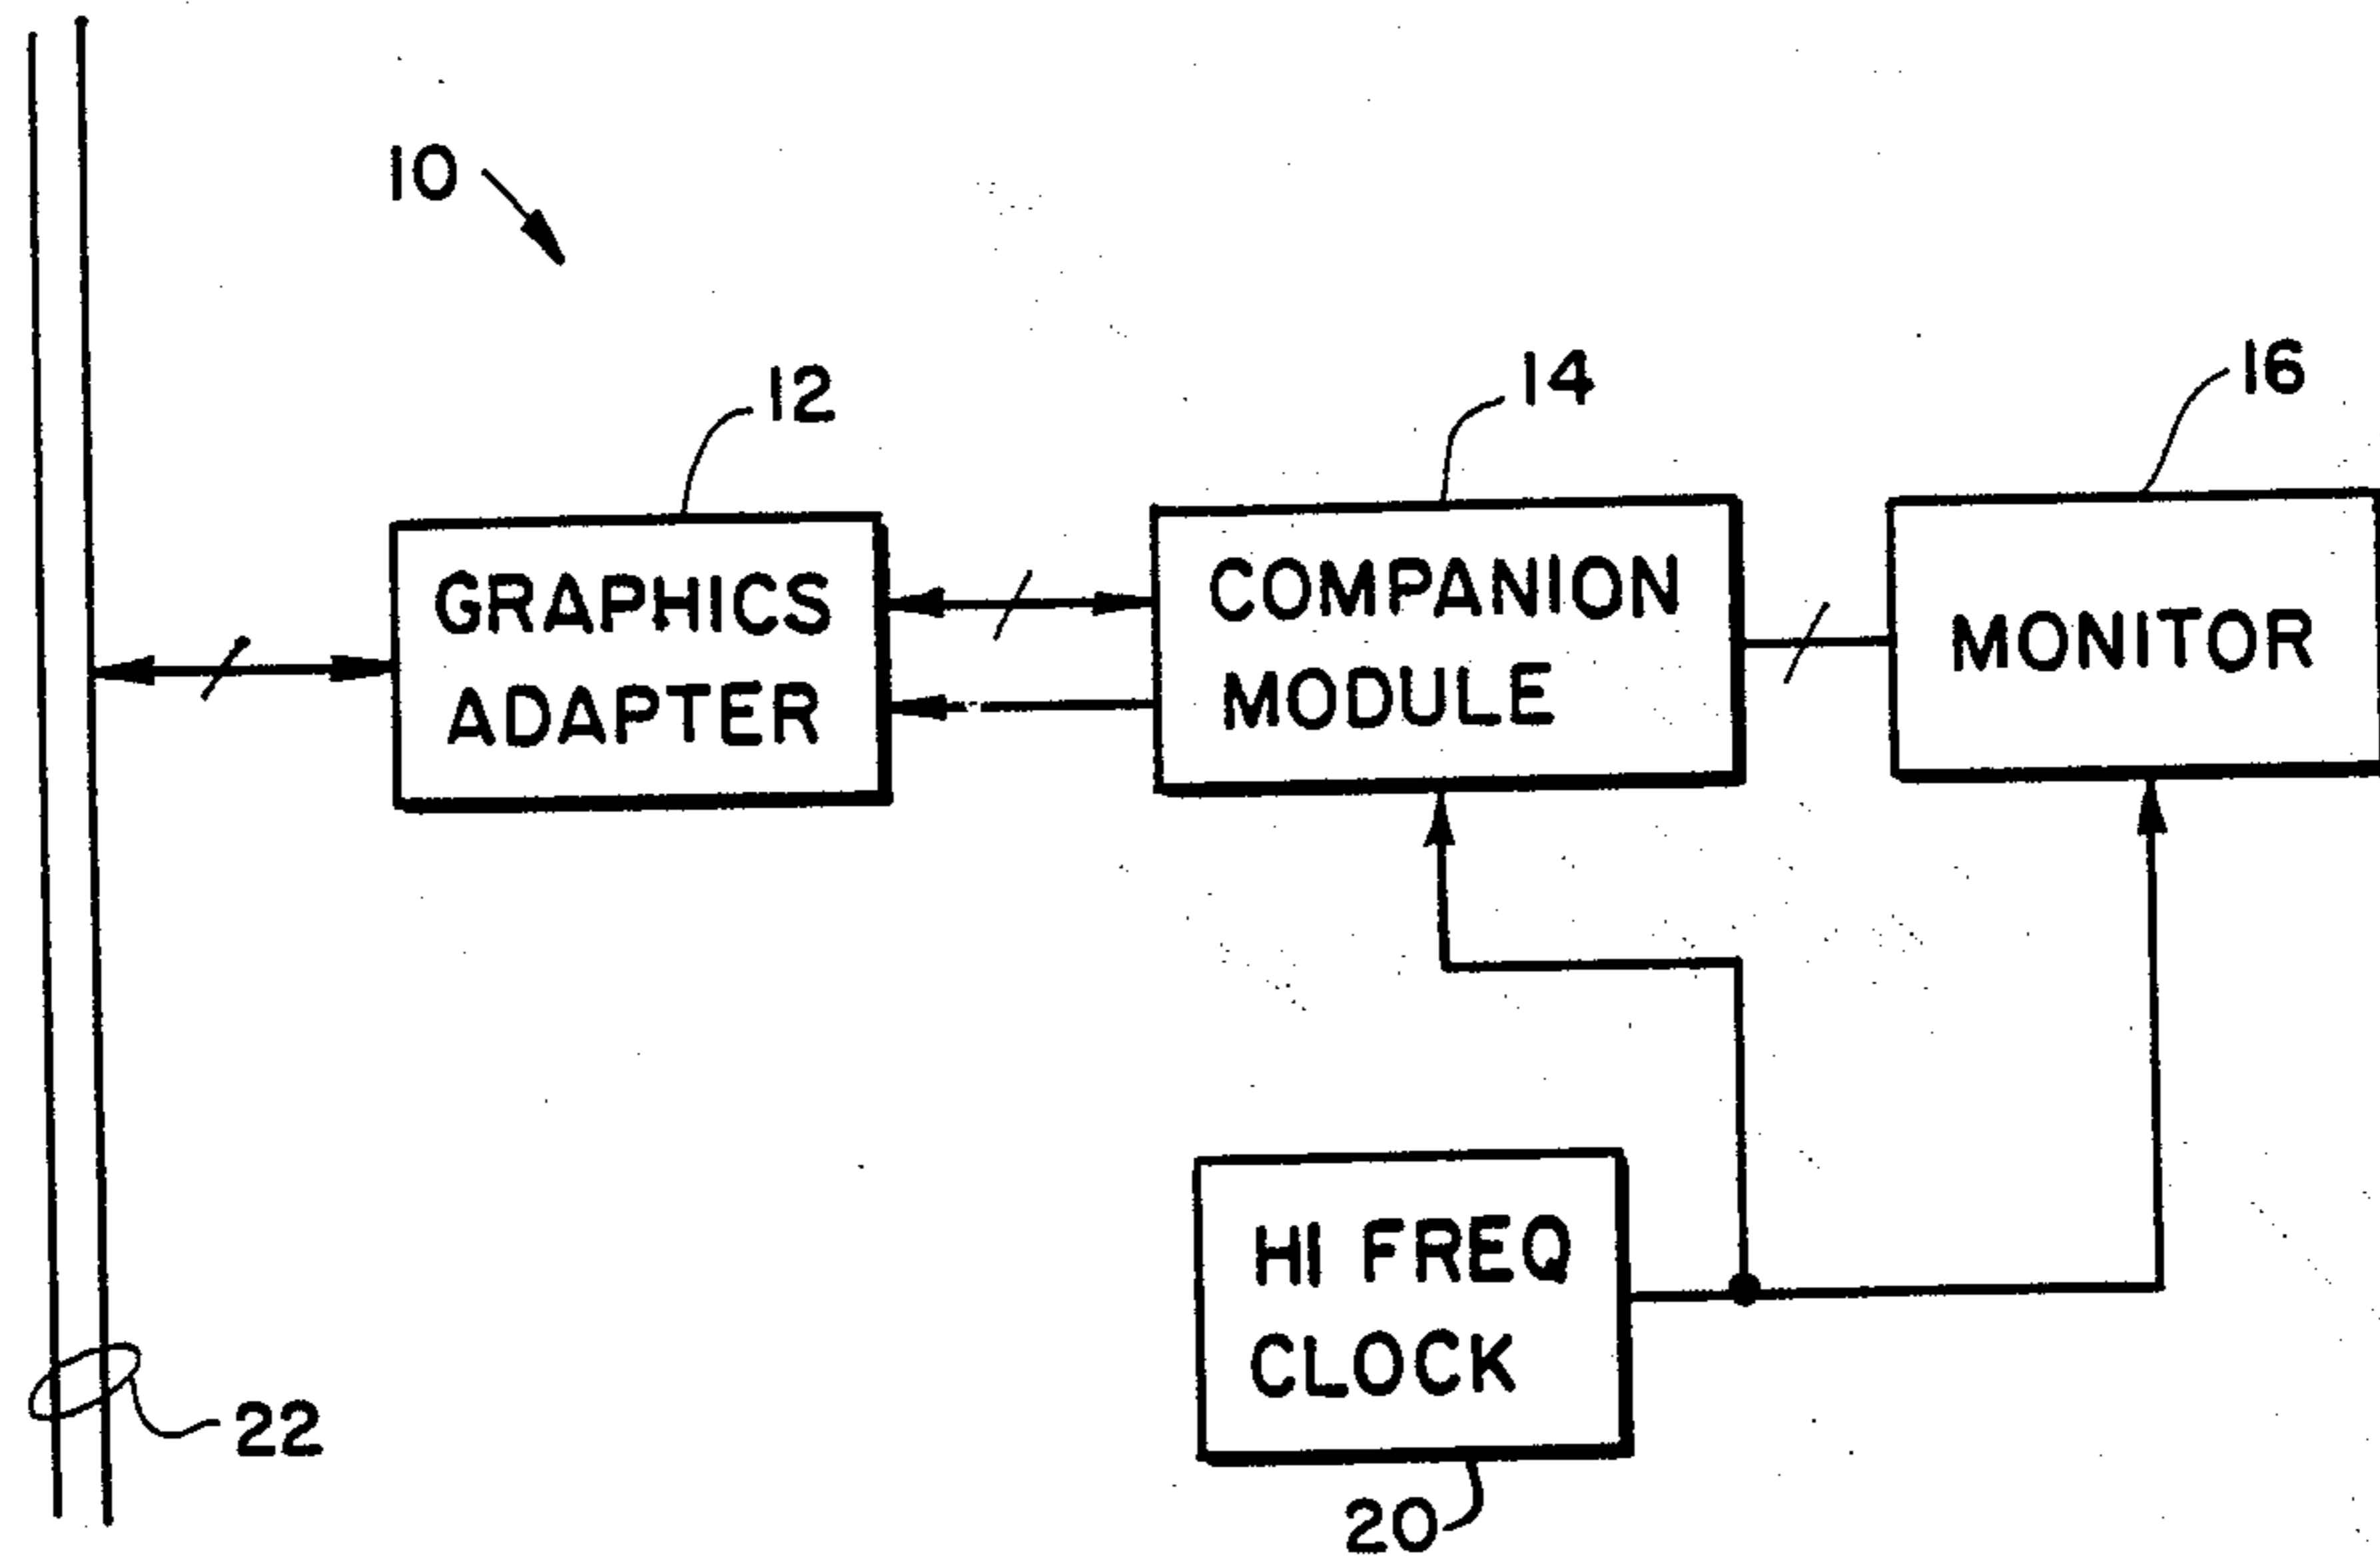 10
12
14
16
GRAPHICS
ADAPTER
COMPANION
MODULE
MONITOR
HI FREQ
CLOCK
22
20